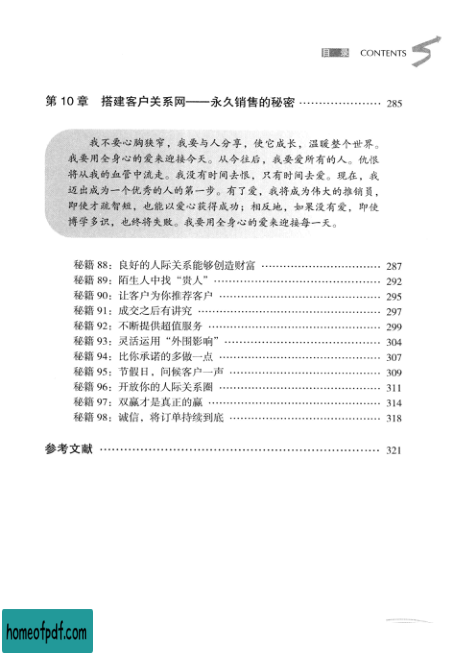 目 录 CONTENTS
第 10 章 搭建客户关系网——永久销售的秘密 ………………… 285
我不要心胸狭窄，我要与人分享，使它成长，温暖整个世界。
我要用全身心的爱来迎接今天。从今往后，我要爱所有的人。仇恨
将从我的血管中流走。我没有时间去恨，只有时间去爱。现在，我
迈出成为一个优秀的人的第一步。有了爱，我将成为伟大的推销员，
即使才疏智短，也能以爱心获得成功；相反地，如果没有爱，即使
博学多识，也终将失败。我要用全身心的爱来迎接每一天。
秘籍 88：良好的人际关系能够创造财富 ………………………… 287
秘籍 89：陌生人中找“贵人” …………………………………… 292
秘籍 90：让客户为你推荐客户 ………………………………… 295
秘籍 91：成交之后有讲究 ……………………………………… 297
秘籍 92：不断提供超值服务 …………………………………… 299
秘籍 93：灵活运用“外围影响” ………………………………… 304
秘籍 94：比你承诺的多做一点 ………………………………… 307
秘籍 95：节假日，问候客户一声 ……………………………… 309
秘籍 96：开放你的人际关系圈 ………………………………… 311
秘籍 97：双赢才是真正的赢 …………………………………… 314
秘籍 98：诚信，将订单持续到底 ……………………………… 318
参考文献 ………………………………………………………… 321
homeofpdf.com